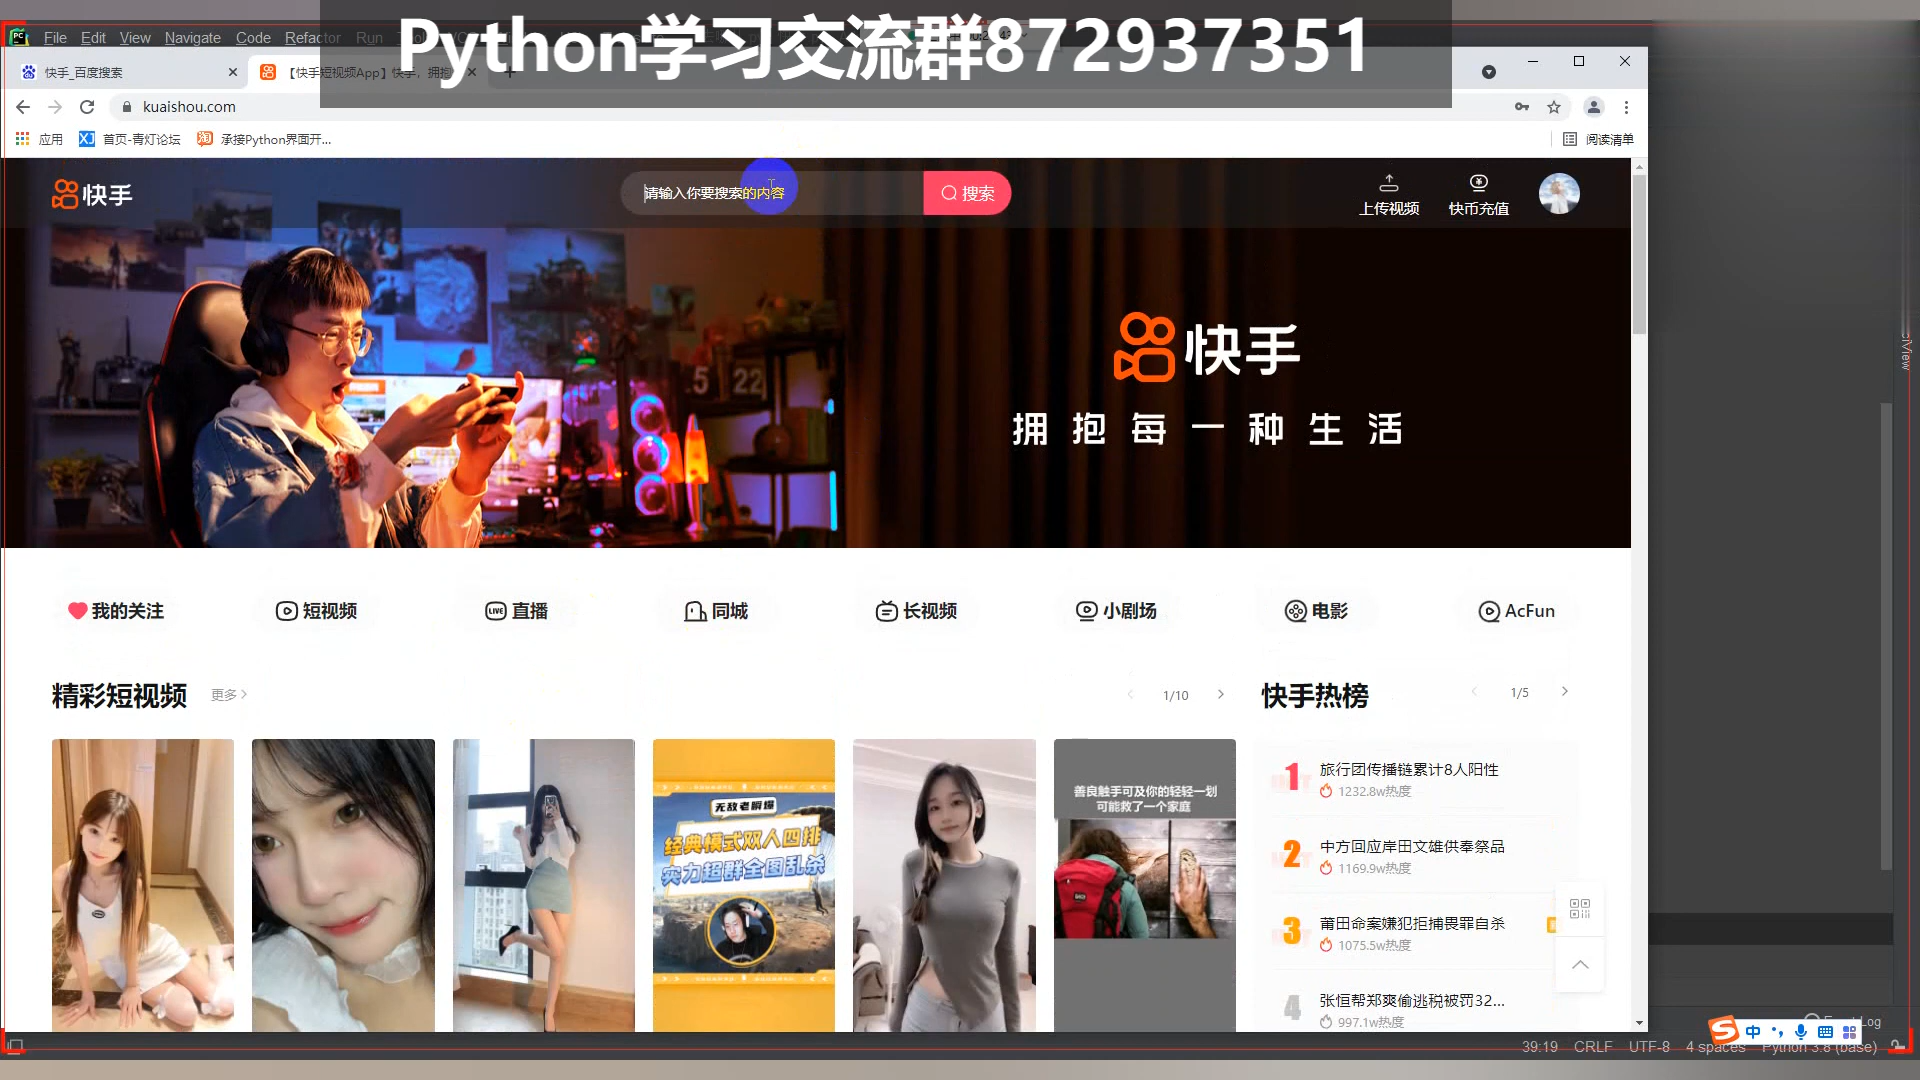 Python学习交流群872937351
File Edit View Navigate Code Refactor Run
快手_百度搜索
【快手短视频App】快手，拥抱
kuaishou.com
应用 首页-青灯论坛 承接Python界面开... 阅读清单
快手
请输入你要搜索的内容
搜索
上传视频
快币充值
快手
拥抱每一种生活
我的关注 短视频 直播 同城 长视频 小剧场 电影 AcFun
精彩短视频 更多 1/10
快手热榜 1/5
无敌老瞬爆
经典模式双人四排
实力超群全图乱杀
善良触手可及你的轻轻一划
可能救了一个家庭
1 旅行团传播链累计8人阳性
1232.8w热度
2 中方回应岸田文雄供奉祭品
1169.9w热度
3 莆田命案嫌犯拒捕畏罪自杀
1075.5w热度
4 张恒帮郑爽偷逃税被罚32...
997.1w热度
中
39:19 CRLF UTF-8 4 spaces Python 3.8 (base)